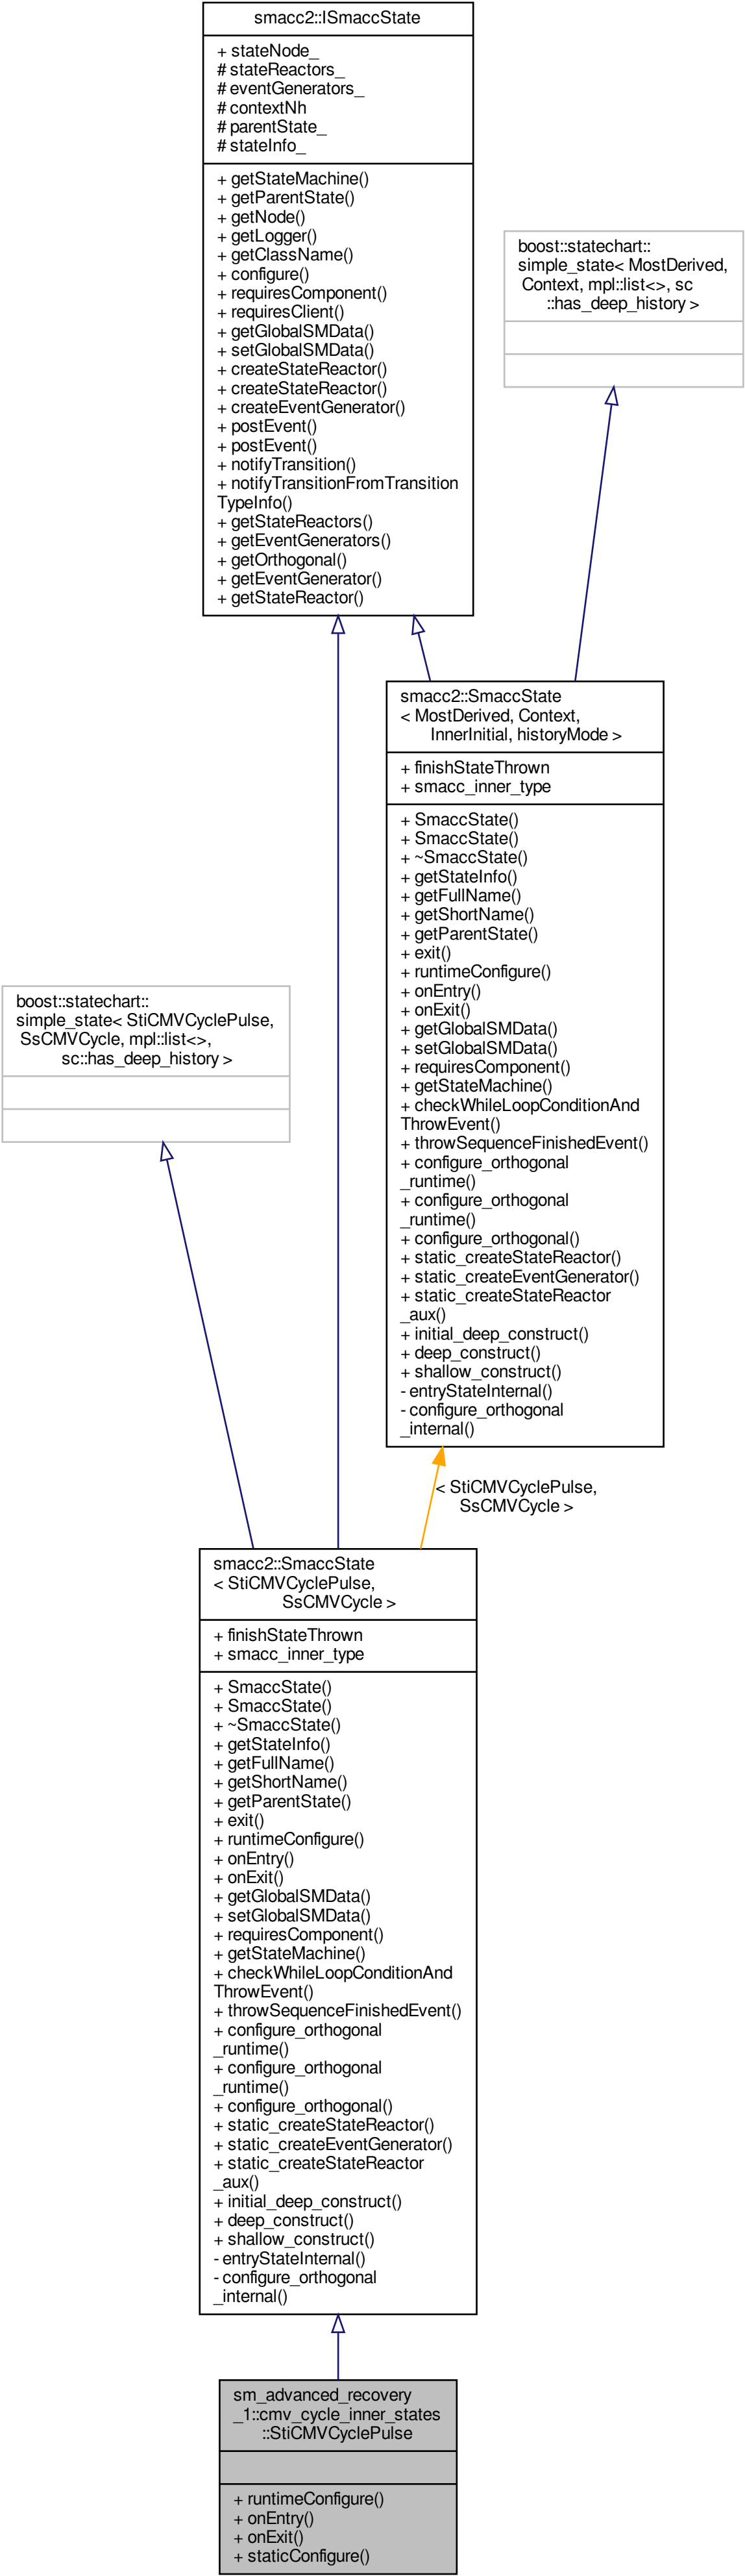 smacc2::ISmaccState
+ stateNode_
# stateReactors_
# eventGenerators_
# contextNh
# parentState_
# stateInfo_
+ getStateMachine()
+ getParentState()
+ getNode()
+ getLogger()
+ getClassName()
+ configure()
+ requiresComponent()
+ requiresClient()
+ getGlobalSMData()
+ setGlobalSMData()
+ createStateReactor()
+ createStateReactor()
+ createEventGenerator()
+ postEvent()
+ postEvent()
+ notifyTransition()
+ notifyTransitionFromTransition
TypeInfo()
+ getStateReactors()
+ getEventGenerators()
+ getOrthogonal()
+ getEventGenerator()
+ getStateReactor()
boost::statechart::
simple_state< MostDerived,
Context, mpl::list<>, sc
::has_deep_history >
smacc2::SmaccState
< MostDerived, Context,
InnerInitial, historyMode >
+ finishStateThrown
+ smacc_inner_type
+ SmaccState()
+ SmaccState()
+ ~SmaccState()
+ getStateInfo()
+ getFullName()
+ getShortName()
+ getParentState()
+ exit()
+ runtimeConfigure()
+ onEntry()
+ onExit()
+ getGlobalSMData()
+ setGlobalSMData()
+ requiresComponent()
+ getStateMachine()
+ checkWhileLoopConditionAnd
ThrowEvent()
+ throwSequenceFinishedEvent()
+ configure_orthogonal
_runtime()
+ configure_orthogonal
_runtime()
+ configure_orthogonal()
+ static_createStateReactor()
+ static_createEventGenerator()
+ static_createStateReactor
_aux()
+ initial_deep_construct()
+ deep_construct()
+ shallow_construct()
- entryStateInternal()
- configure_orthogonal
_internal()
boost::statechart::
simple_state< StiCMVCyclePulse,
SsCMVCycle, mpl::list<>,
sc::has_deep_history >
< StiCMVCyclePulse,
SsCMVCycle >
smacc2::SmaccState
< StiCMVCyclePulse,
SsCMVCycle >
+ finishStateThrown
+ smacc_inner_type
+ SmaccState()
+ SmaccState()
+ ~SmaccState()
+ getStateInfo()
+ getFullName()
+ getShortName()
+ getParentState()
+ exit()
+ runtimeConfigure()
+ onEntry()
+ onExit()
+ getGlobalSMData()
+ setGlobalSMData()
+ requiresComponent()
+ getStateMachine()
+ checkWhileLoopConditionAnd
ThrowEvent()
+ throwSequenceFinishedEvent()
+ configure_orthogonal
_runtime()
+ configure_orthogonal
_runtime()
+ configure_orthogonal()
+ static_createStateReactor()
+ static_createEventGenerator()
+ static_createStateReactor
_aux()
+ initial_deep_construct()
+ deep_construct()
+ shallow_construct()
- entryStateInternal()
- configure_orthogonal
_internal()
sm_advanced_recovery
_1::cmv_cycle_inner_states
::StiCMVCyclePulse
+ runtimeConfigure()
+ onEntry()
+ onExit()
+ staticConfigure()